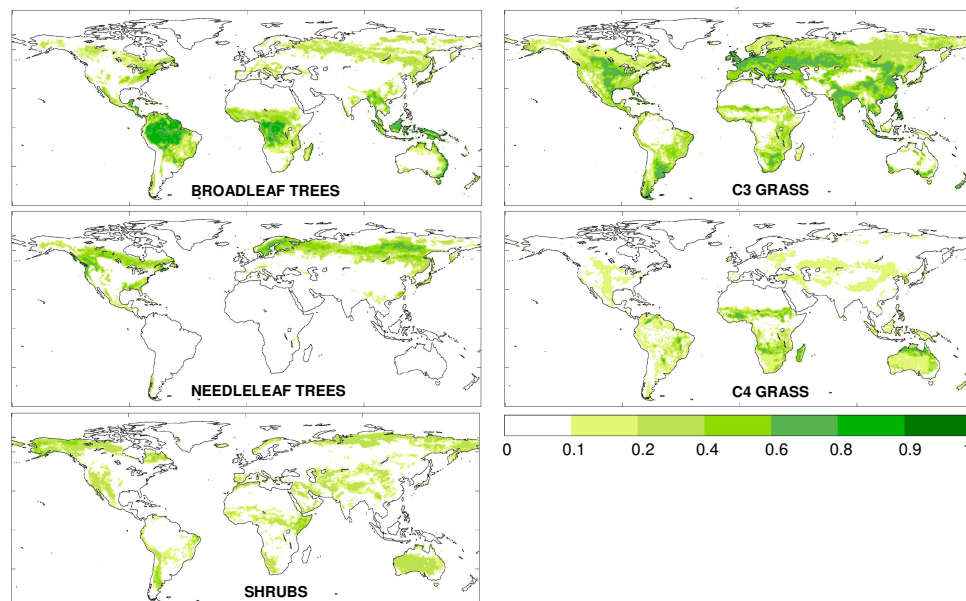 BROADLEAF TREES
C3 GRASS
NEEDLELEAF TREES
C4 GRASS
0 0.1 0.2 0.4 0.6 0.8 0.9
SHRUBS